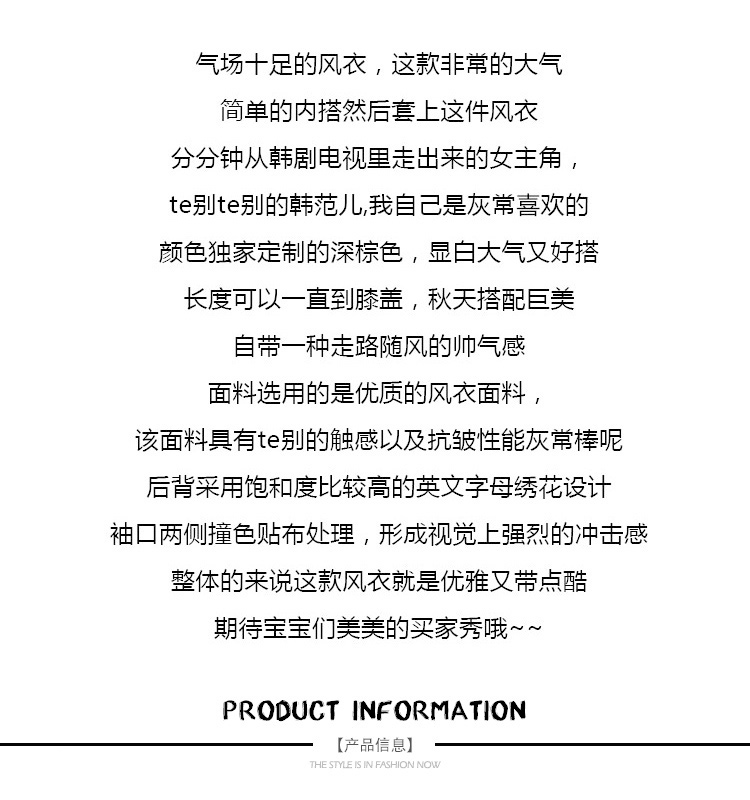 气场十足的风衣，这款非常的大气
简单的内搭然后套上这件风衣
分分钟从韩剧电视里走出来的女主角，
te别te别的韩范儿,我自己是灰常喜欢的
颜色独家定制的深棕色，显白大气又好搭
长度可以一直到膝盖，秋天搭配巨美
自带一种走路随风的帅气感
面料选用的是优质的风衣面料，
该面料具有te别的触感以及抗皱性能灰常棒呢
后背采用饱和度比较高的英文字母绣花设计
袖口两侧撞色贴布处理，形成视觉上强烈的冲击感
整体的来说这款风衣就是优雅又带点酷
期待宝宝们美美的买家秀哦~~
PRODUCT INFORMATION
【产品信息】
THE STYLE IS IN FASHION NOW